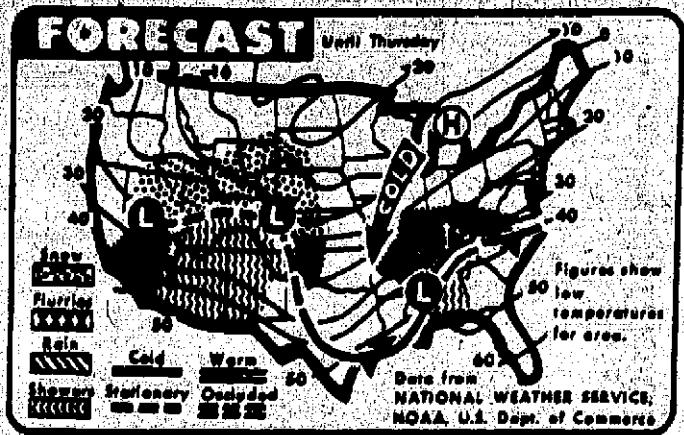 FORECAST
Until Thursday
-10
0
10
-20
20
30
40
H
COLD
30
40
L
L
L
50
60
50
50
Snow
Flurries
Rain
Showers
Cold
Warm
Stationary
Occluded
Figures show
low
temperatures
for area.
Data from
NATIONAL WEATHER SERVICE,
NOAA, U.S. Dept. of Commerce